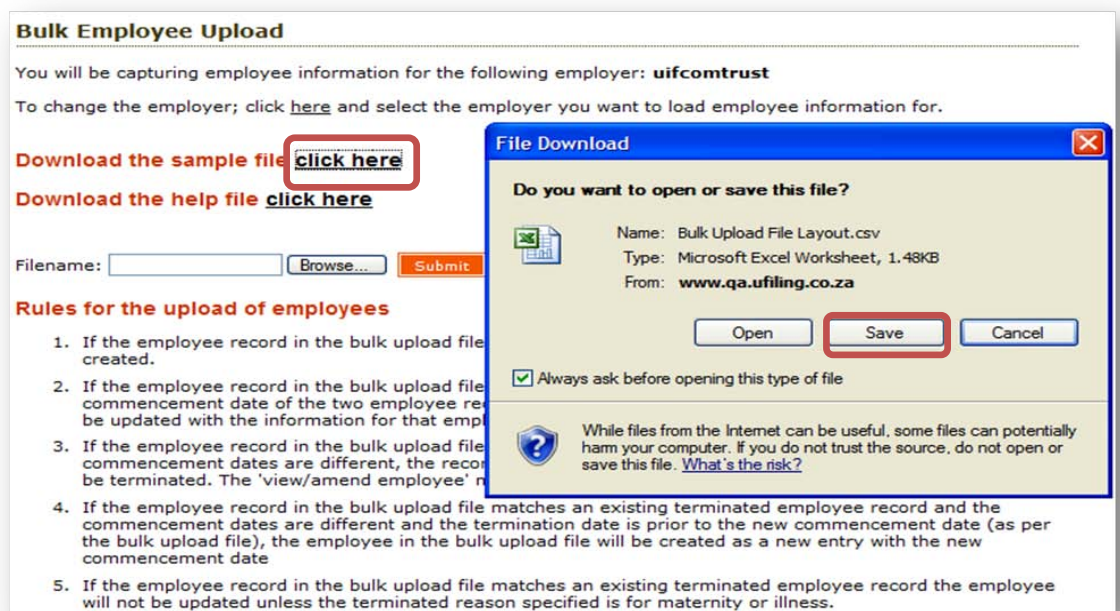 Bulk Employee Upload
You will be capturing employee information for the following employer: uifcomtrust
To change the employer; click here and select the employer you want to load employee information for.
Download the sample file click here
Download the help file click here
Filename: Browse... Submit
Rules for the upload of employees
1. If the employee record in the bulk upload file
created.
2. If the employee record in the bulk upload file
commencement date of the two employee re
be updated with the information for that empl
3. If the employee record in the bulk upload file
commencement dates are different, the recor
be terminated. The 'view/amend employee'
4. If the employee record in the bulk upload file matches an existing terminated employee record and the
commencement dates are different and the termination date is prior to the new commencement date (as per
the bulk upload file), the employee in the bulk upload file will be created as a new entry with the new
commencement date
5. If the employee record in the bulk upload file matches an existing terminated employee record the employee
will not be updated unless the terminated reason specified is for maternity or illness.
File Download
Do you want to open or save this file?
Name: Bulk Upload File Layout.csv
Type: Microsoft Excel Worksheet, 1.48KB
From: www.qa.ufiling.co.za
Open Save Cancel
Always ask before opening this type of file
While files from the Internet can be useful, some files can potentially
harm your computer. If you do not trust the source, do not open or
save this file. What's the risk?